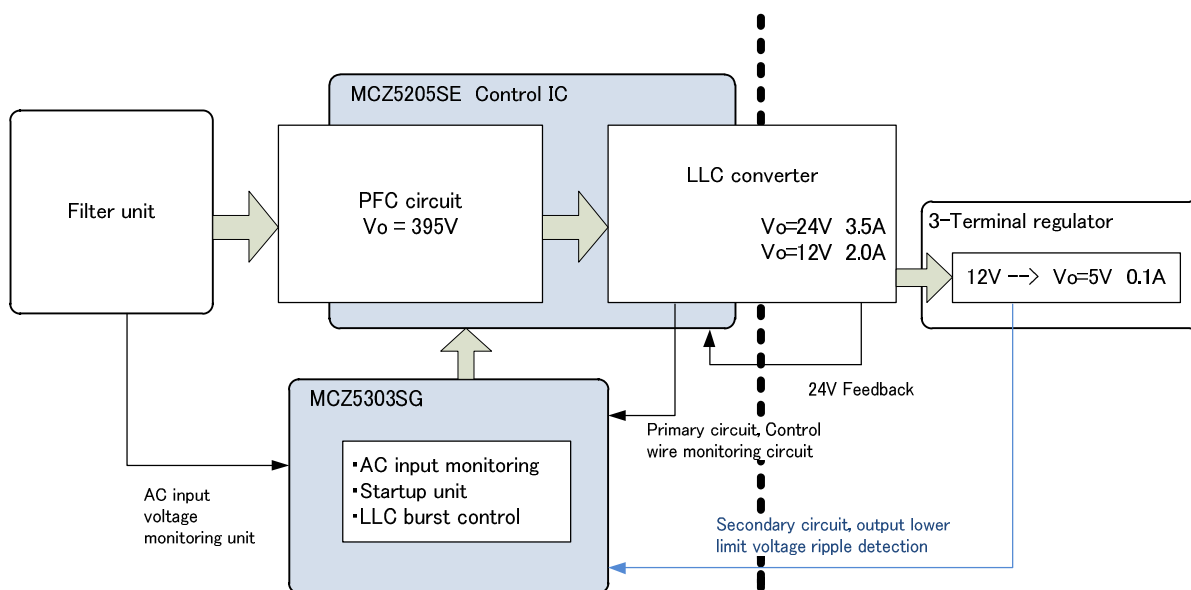 MCZ5205SE Control IC
Filter unit
PFC circuit
Vo = 395V
LLC converter
Vo=24V 3.5A
Vo=12V 2.0A
3-Terminal regulator
12V --> Vo=5V 0.1A
24V Feedback
MCZ5303SG
Primary circuit, Control
wire monitoring circuit
・AC input monitoring
・Startup unit
・LLC burst control
AC input
voltage
monitoring unit
Secondary circuit, output lower
limit voltage ripple detection